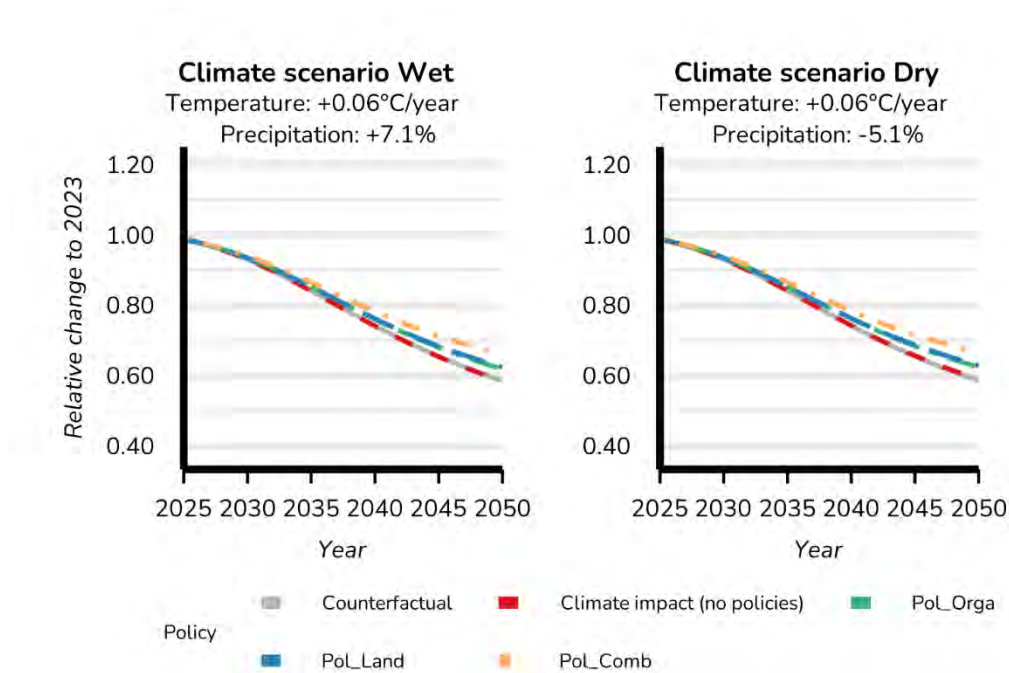 Climate scenario Wet
Temperature: +0.06°C/year
Precipitation: +7.1%
Relative change to 2023
1.20
1.00
0.80
0.60
0.40
2025 2030 2035 2040 2045 2050
Year
Climate scenario Dry
Temperature: +0.06°C/year
Precipitation: -5.1%
1.20
1.00
0.80
0.60
0.40
2025 2030 2035 2040 2045 2050
Year
Policy
Counterfactual
Climate impact (no policies)
Pol_Orga
Pol_Land
Pol_Comb